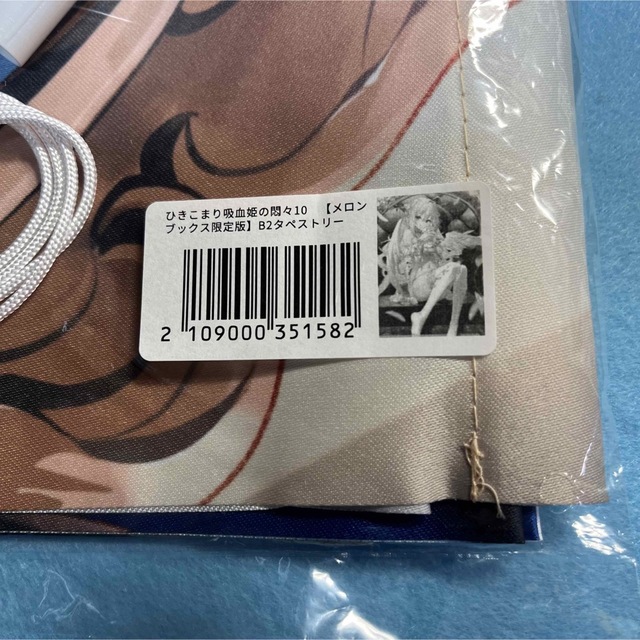 ひきこまり吸血姫の悶々10　【メロン
ブックス限定版】B2タペストリー
2 109000 351582